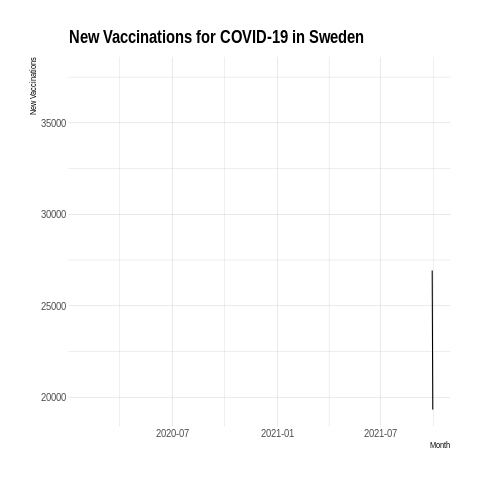 New Vaccinations for COVID-19 in Sweden
New Vaccinations
35000
30000
25000
20000
2020-07 2021-01 2021-07
Month